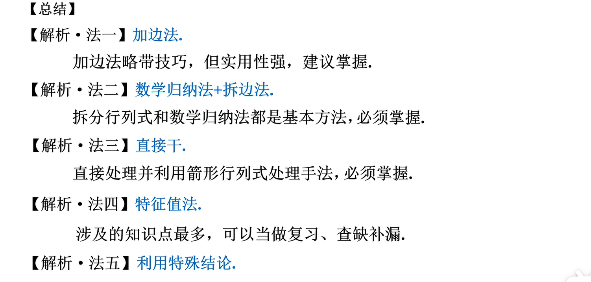 【总结】
【解析·法一】加边法.
加边法略带技巧，但实用性强，建议掌握.
【解析·法二】数学归纳法+拆边法.
拆分行列式和数学归纳法都是基本方法，必须掌握.
【解析·法三】直接干.
直接处理并利用箭形行列式处理手法，必须掌握.
【解析·法四】特征值法.
涉及的知识点最多，可以当做复习、查缺补漏.
【解析·法五】利用特殊结论.